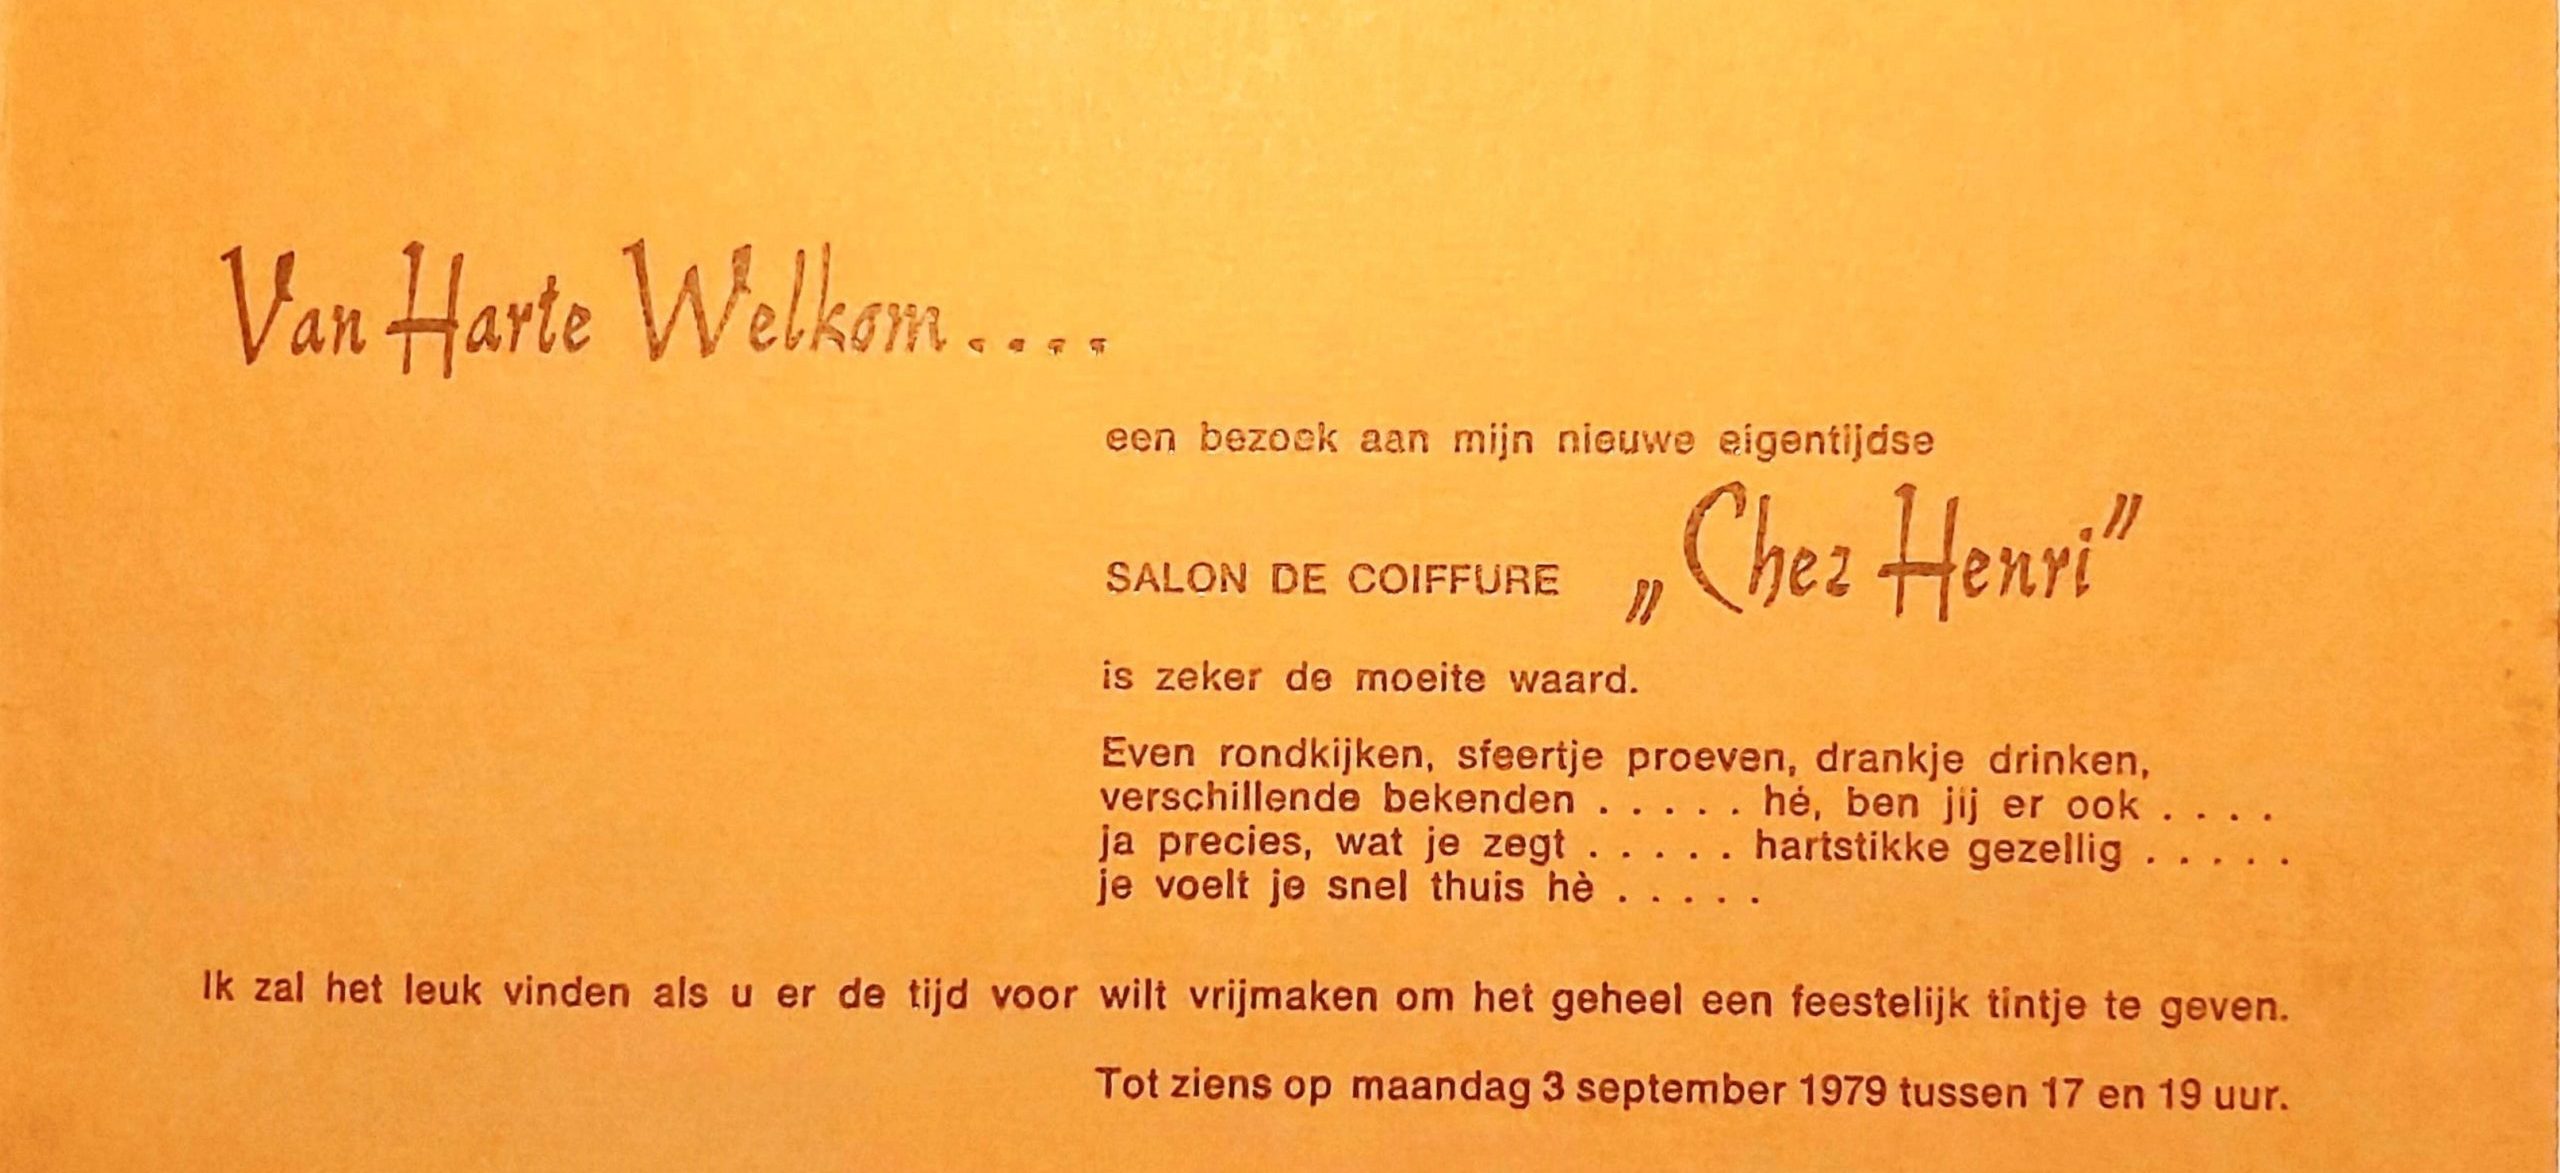 Van Harte Welkom....
een bezoek aan mijn nieuwe eigentijdse
SALON DE COIFFURE „Chez Henri”
is zeker de moeite waard.
Even rondkijken, sfeertje proeven, drankje drinken,
verschillende bekenden . . . . . hé, ben jij er ook . . . .
ja precies, wat je zegt . . . . . hartstikke gezellig . . . . .
je voelt je snel thuis hè . . . . .
Ik zal het leuk vinden als u er de tijd voor wilt vrijmaken om het geheel een feestelijk tintje te geven.
Tot ziens op maandag 3 september 1979 tussen 17 en 19 uur.